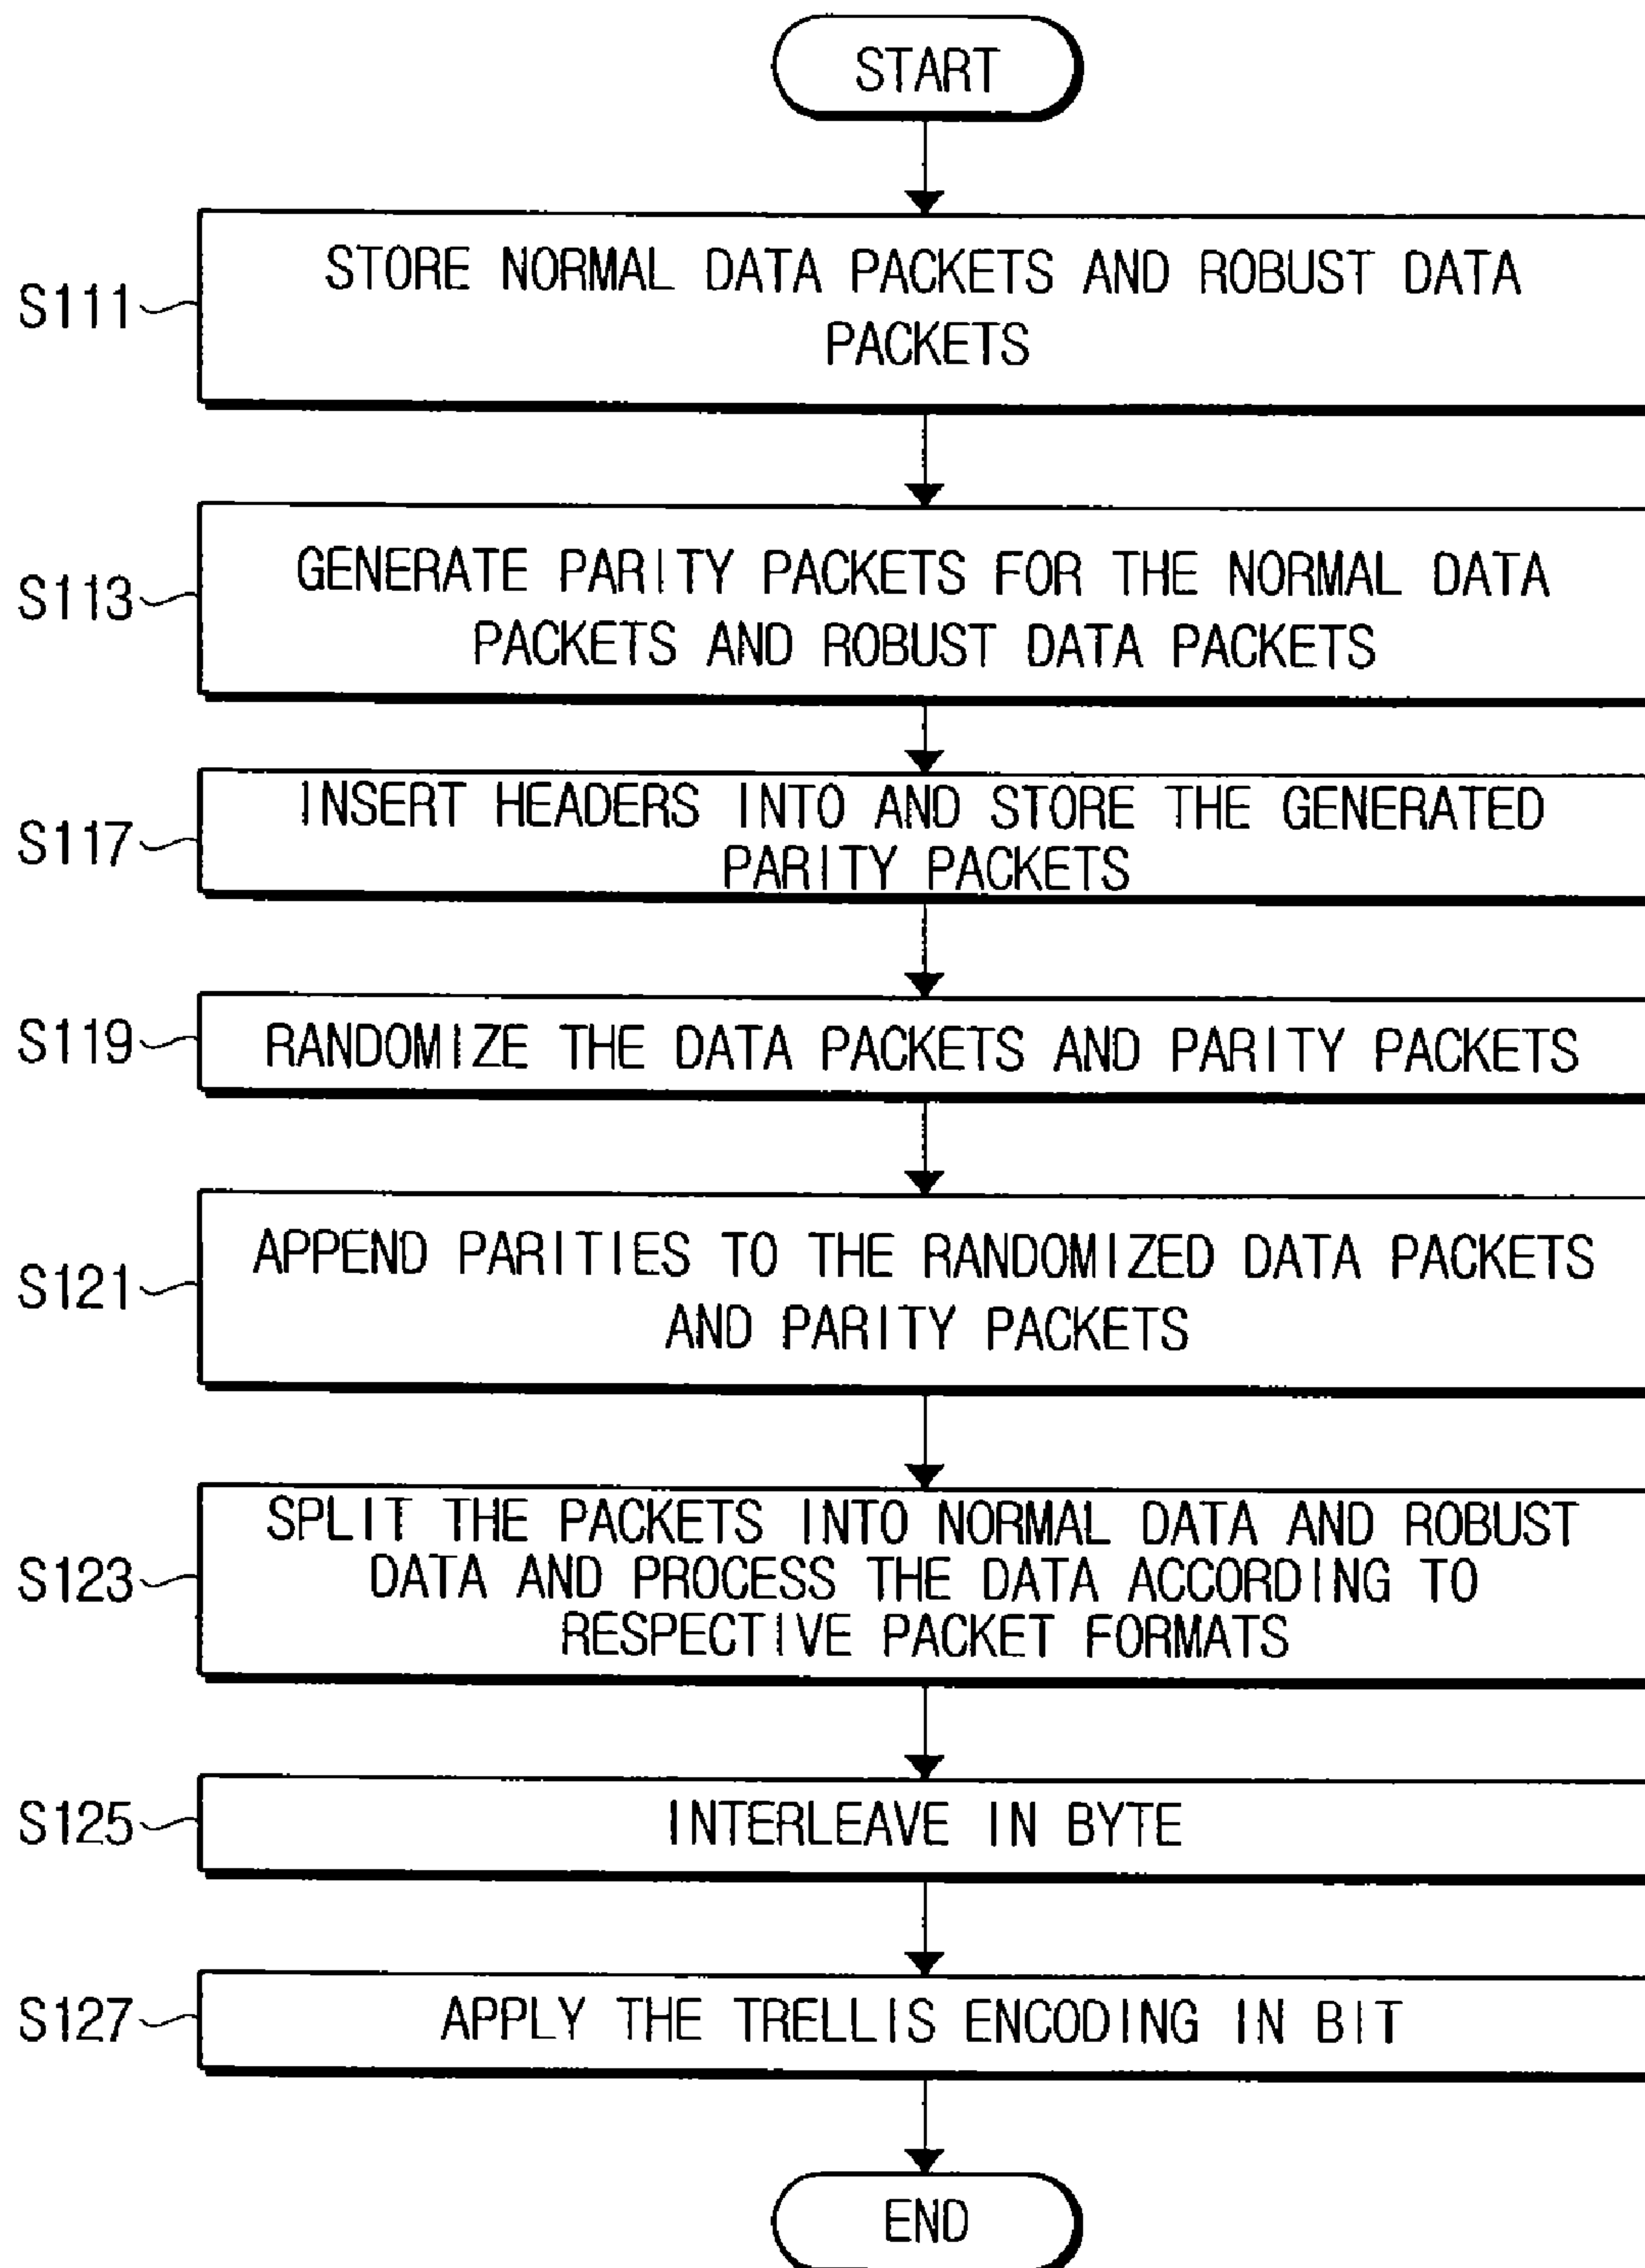 START
S111
STORE NORMAL DATA PACKETS AND ROBUST DATA
PACKETS
S113
GENERATE PARITY PACKETS FOR THE NORMAL DATA
PACKETS AND ROBUST DATA PACKETS
S117
INSERT HEADERS INTO AND STORE THE GENERATED
PARITY PACKETS
S119
RANDOMIZE THE DATA PACKETS AND PARITY PACKETS
S121
APPEND PARITIES TO THE RANDOMIZED DATA PACKETS
AND PARITY PACKETS
S123
SPLIT THE PACKETS INTO NORMAL DATA AND ROBUST
DATA AND PROCESS THE DATA ACCORDING TO
RESPECTIVE PACKET FORMATS
S125
INTERLEAVE IN BYTE
S127
APPLY THE TRELLIS ENCODING IN BIT
END